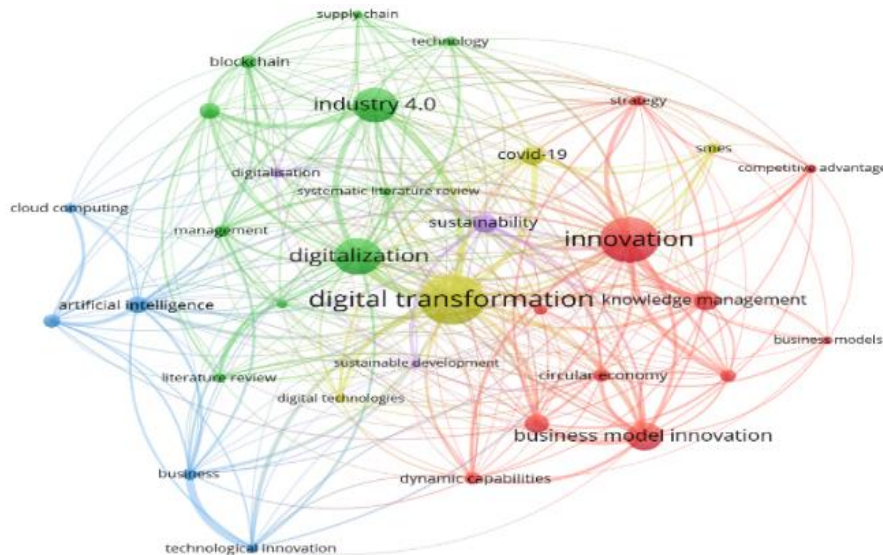 supply chain
technology
blockchain
industry 4.0
strategy
covid-19
smes
competitive advantage
digitalisation
systematic literature review
cloud computing
sustainability
management
innovation
digitalization
digital transformation
knowledge management
artificial intelligence
business models
sustainable development
literature review
circular economy
digital technologies
business model innovation
business
dynamic capabilities
technological innovation